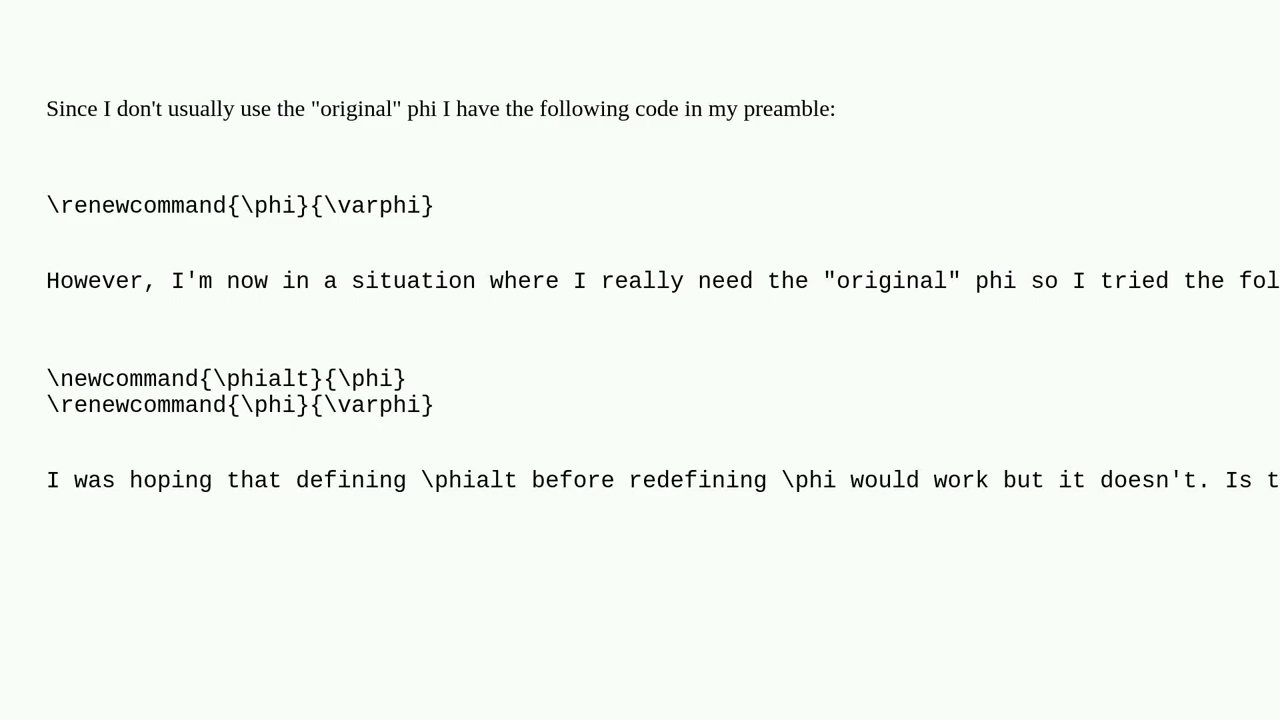 Since I don't usually use the "original" phi I have the following code in my preamble:
\renewcommand{\phi}{\varphi}
However, I'm now in a situation where I really need the "original" phi so I tried the
\newcommand{\phialt}{\phi}
\renewcommand{\phi}{\varphi}
I was hoping that defining \phialt before redefining \phi would work but it doesn't. Is